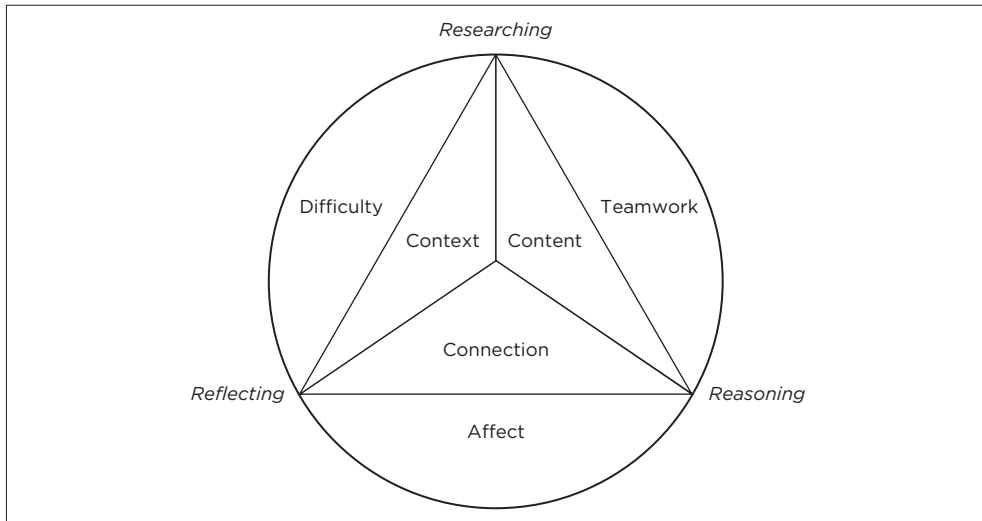 Researching
Difficulty
Teamwork
Context
Content
Connection
Reflecting
Reasoning
Affect